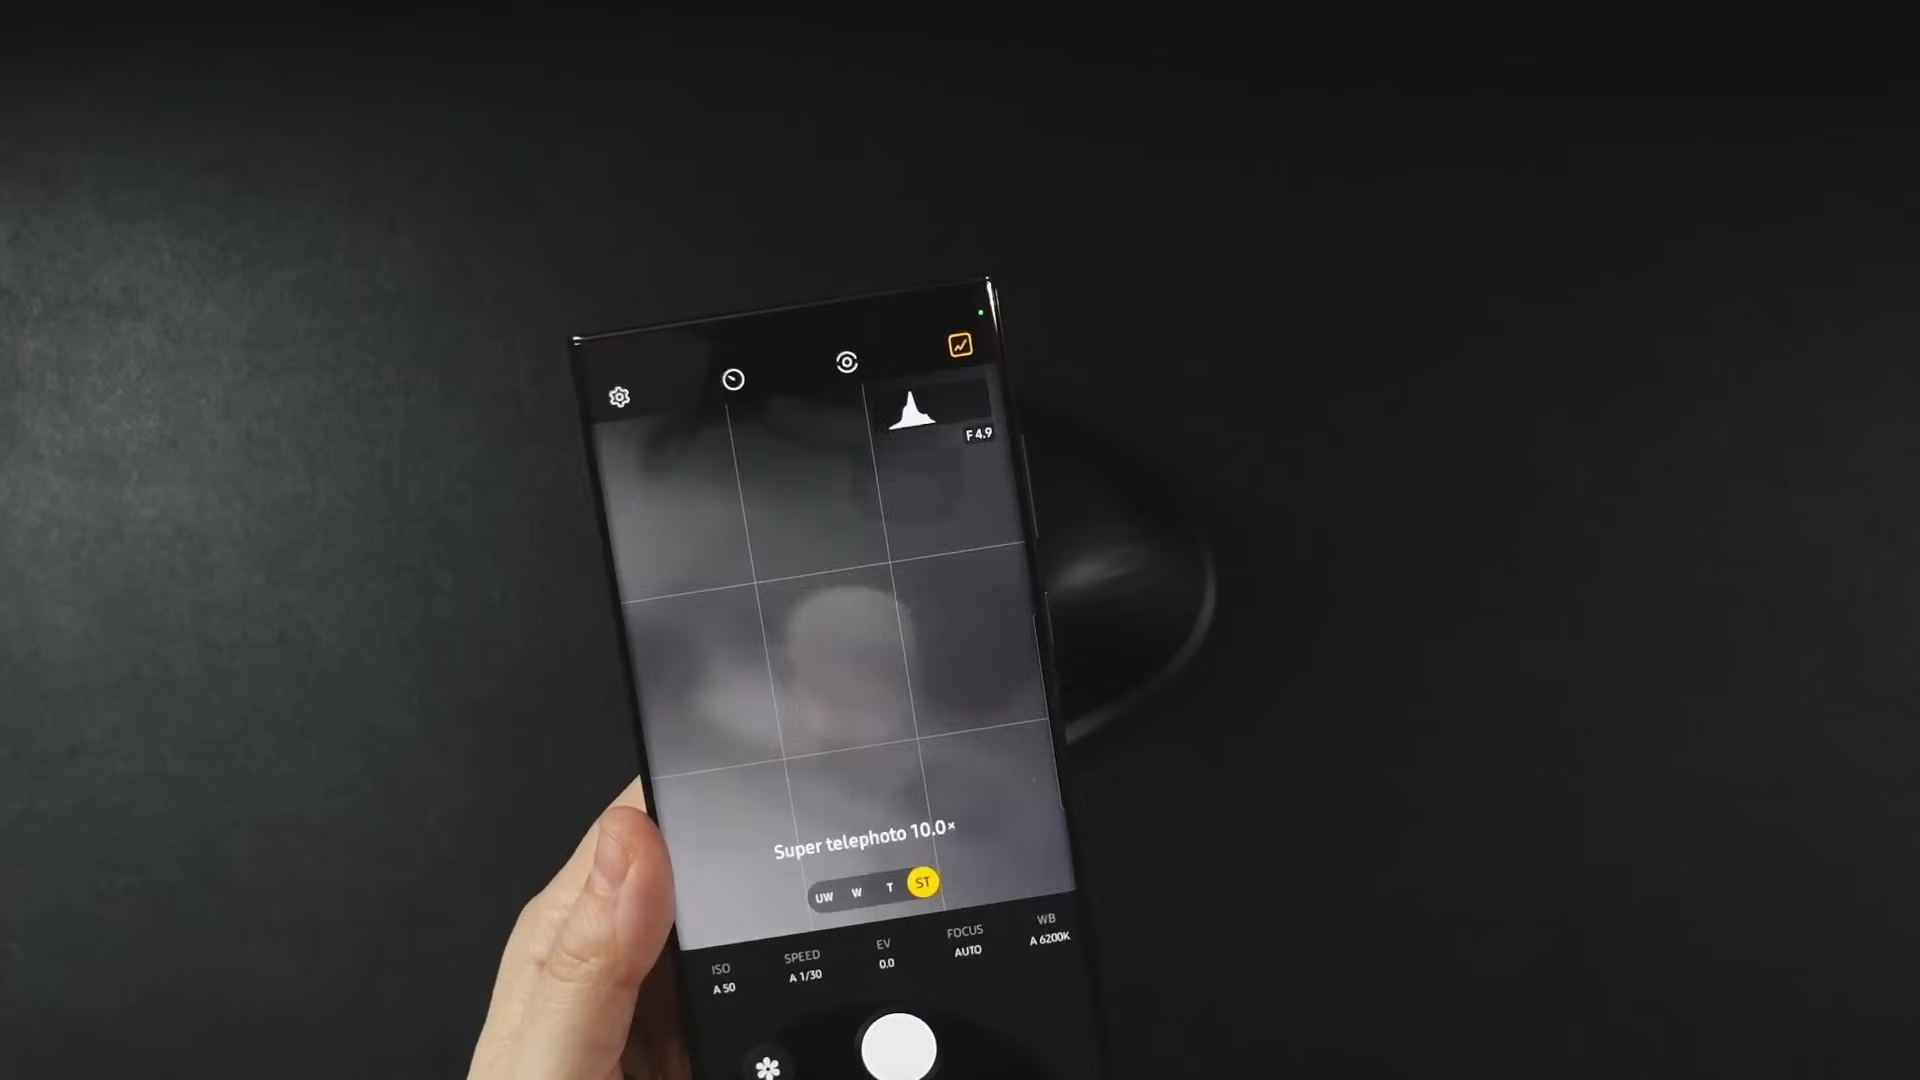 F 4.9
Super telephoto 10.0×
UW W T ST
ISO SPEED EV FOCUS WB
A 50 A 1/30 0.0 AUTO A 6200K